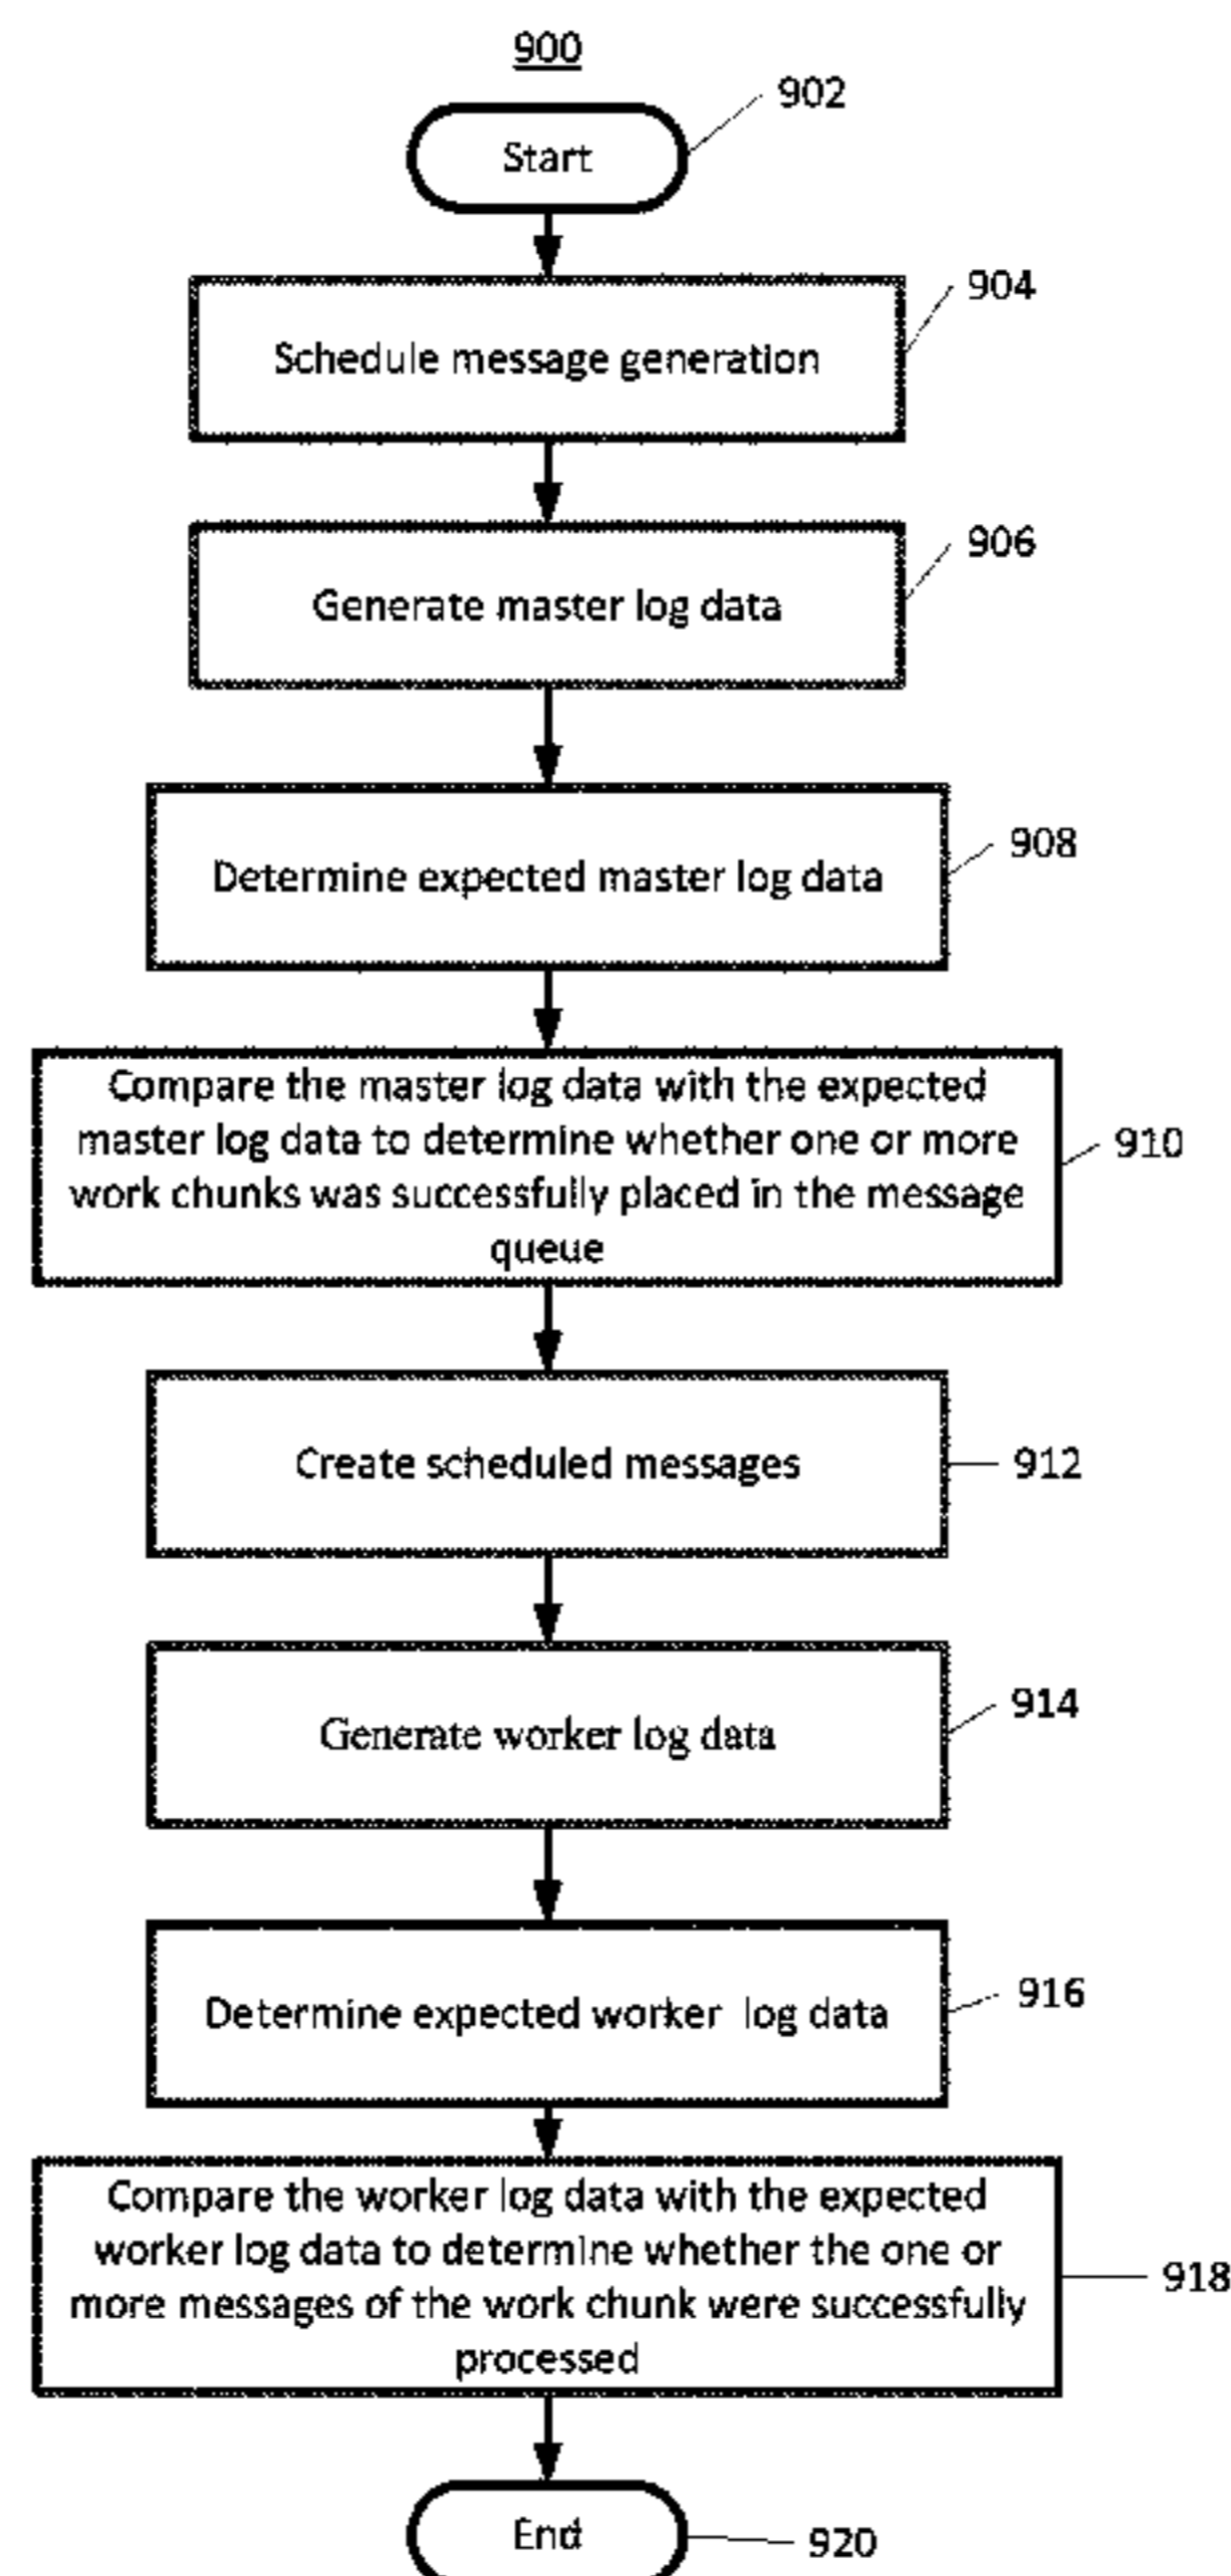 900
902
Start
904
Schedule message generation
906
Generate master log data
908
Determine expected master log data
Compare the master log data with the expected
master log data to determine whether one or more
work chunks was successfully placed in the message
queue
910
Create scheduled messages
912
Generate worker log data
914
Determine expected worker log data
916
Compare the worker log data with the expected
worker log data to determine whether the one or
more messages of the work chunk were successfully
processed
918
End
920